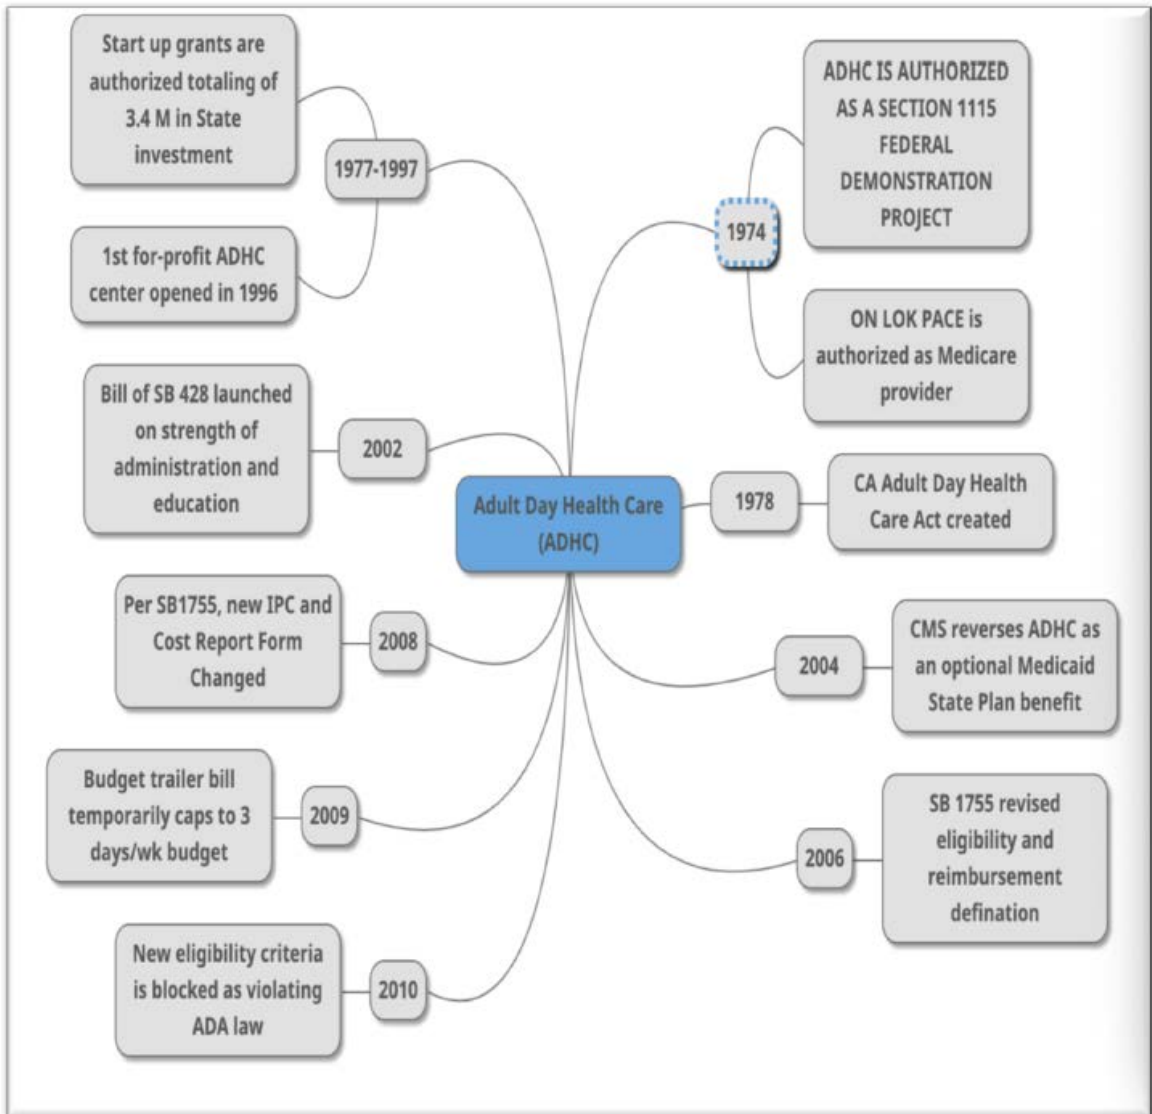 Start up grants are
authorized totaling of
3.4 M in State
investment
1977-1997
1st for-profit ADHC
center opened in 1996
ADHC IS AUTHORIZED
AS A SECTION 1115
FEDERAL
DEMONSTRATION
PROJECT
1974
ON LOK PACE is
authorized as Medicare
provider
Bill of SB 428 launched
on strength of
administration and
education
2002
Adult Day Health Care
(ADHC)
1978
CA Adult Day Health
Care Act created
Per SB1755, new IPC and
Cost Report Form
Changed
2008
2004
CMS reverses ADHC as
an optional Medicaid
State Plan benefit
Budget trailer bill
temporarily caps to 3
days/wk budget
2009
2006
SB 1755 revised
eligibility and
reimbursement
defination
New eligibility criteria
is blocked as violating
ADA law
2010